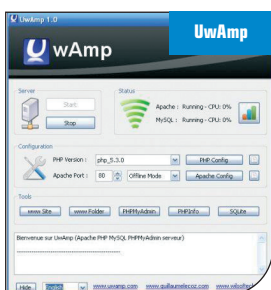 UwAmp 1.0
UwAmp
wAmp
Server
Start
Stop
Status
Apache : Running - CPU: 0%
MySQL : Running - CPU: 0%
Configuration
PHP Version : php_5.3.0 PHP Config
Apache Port : 80 Offline Mode Apache Config
Tools
www Site www Folder PHPMyAdmin PHPInfo SQLite
Bienvenue sur UwAmp (Apache PHP MySQL PHPMyAdmin serveur)
Hide English www.uwamp.com www.guillaumelecoz.com